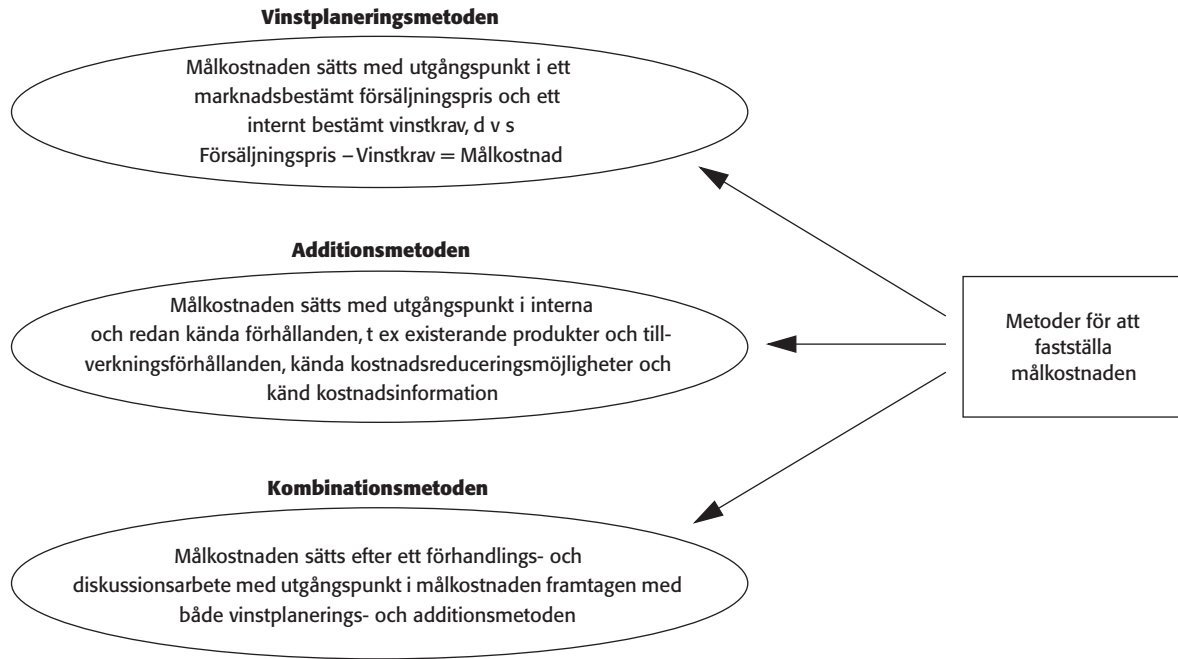 Vinstplaneringsmetoden
Målkostnaden sätts med utgångspunkt i ett
marknadsbestämt försäljningspris och ett
internt bestämt vinstkrav, d v s
Försäljningspris – Vinstkrav = Målkostnad
Additionsmetoden
Målkostnaden sätts med utgångspunkt i interna
och redan kända förhållanden, t ex existerande produkter och till-
verkningsförhållanden, kända kostnadsreduceringsmöjligheter och
känd kostnadsinformation
Metoder för att
fastställa
målkostnaden
Kombinationsmetoden
Målkostnaden sätts efter ett förhandlings- och
diskussionsarbete med utgångspunkt i målkostnaden framtagen med
både vinstplanerings- och additionsmetoden